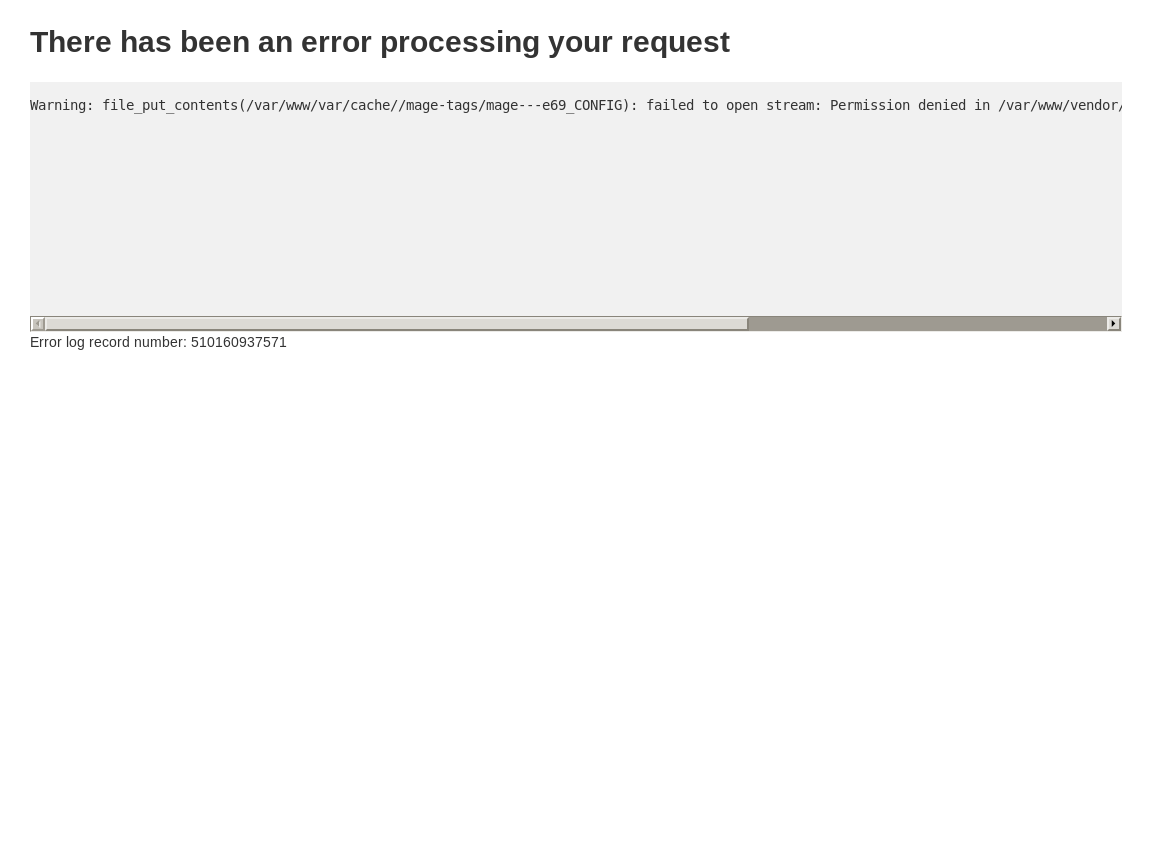 There has been an error processing your request
Warning: file_put_contents(/var/www/var/cache//mage-tags/mage---e69_CONFIG): failed to open stream: Permission denied in /var/www/vendor/
Error log record number: 510160937571